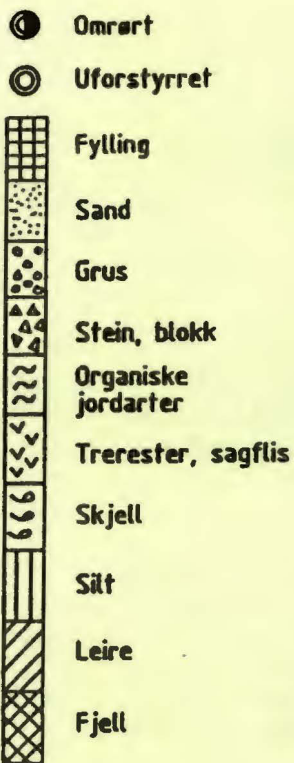 Omrørt
Uforstyrret
Fylling
Sand
Grus
Stein, blokk
Organiske
jordarter
Trerester, sagflis
Skjell
Silt
Leire
Fjell